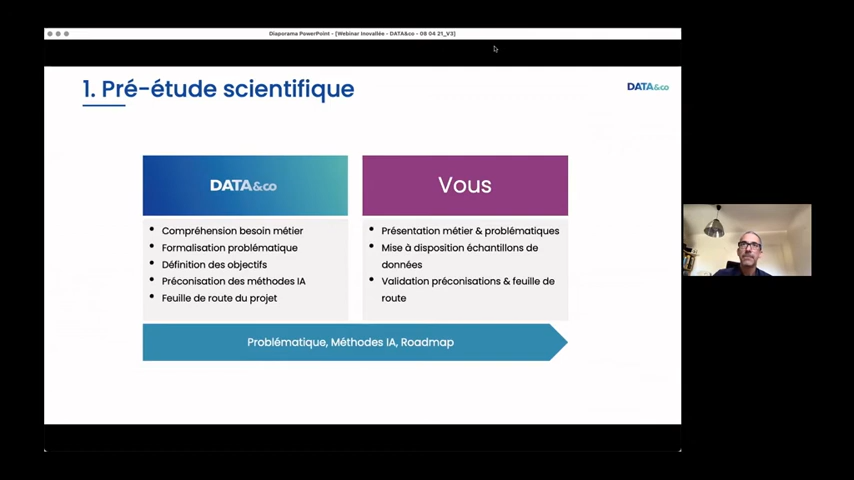 Diaporama PowerPoint - [Webinar Inovallée - DATA&co - 08 04 21_V3]
1. Pré-étude scientifique
DATA&co
DATA&co
Vous
• Compréhension besoin métier
• Formalisation problématique
• Définition des objectifs
• Préconisation des méthodes IA
• Feuille de route du projet
• Présentation métier & problématiques
• Mise à disposition échantillons de
données
• Validation préconisations & feuille de
route
Problématique, Méthodes IA, Roadmap